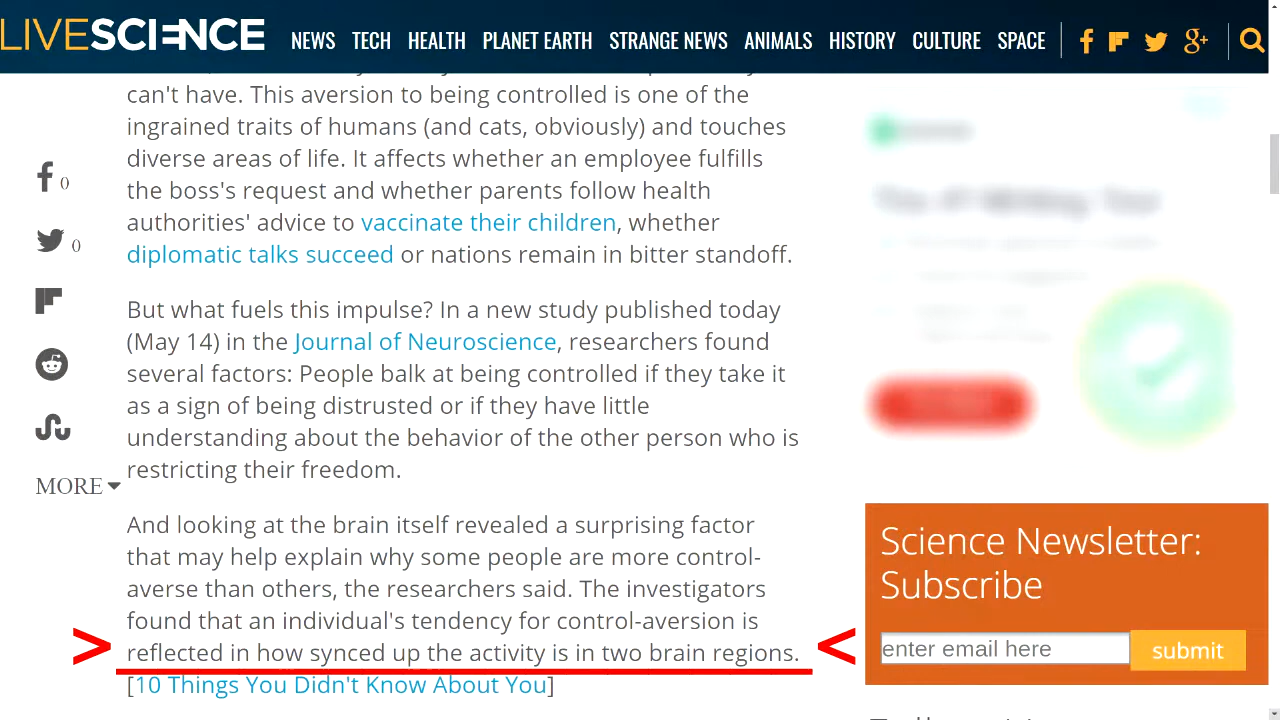 LIVESCIENCE
NEWS TECH HEALTH PLANET EARTH STRANGE NEWS ANIMALS HISTORY CULTURE SPACE
can't have. This aversion to being controlled is one of the
ingrained traits of humans (and cats, obviously) and touches
diverse areas of life. It affects whether an employee fulfills
the boss's request and whether parents follow health
authorities' advice to vaccinate their children, whether
diplomatic talks succeed or nations remain in bitter standoff.
But what fuels this impulse? In a new study published today
(May 14) in the Journal of Neuroscience, researchers found
several factors: People balk at being controlled if they take it
as a sign of being distrusted or if they have little
understanding about the behavior of the other person who is
restricting their freedom.
And looking at the brain itself revealed a surprising factor
that may help explain why some people are more control-
averse than others, the researchers said. The investigators
found that an individual's tendency for control-aversion is
> reflected in how synced up the activity is in two brain regions. <
[10 Things You Didn't Know About You]
0
0
MORE
Science Newsletter:
Subscribe
enter email here
submit